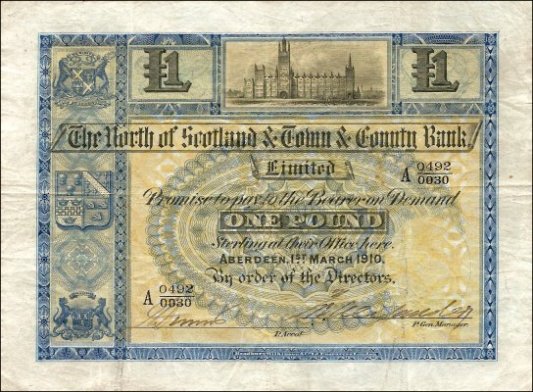 £1 £1
The North of Scotland & Town & County Bank
Limited
A 0492/0030
Promise to pay to the Bearer on Demand
ONE POUND
Sterling at their Office here.
ABERDEEN, 1ST MARCH 1910.
By order of the Directors.
A 0492/0030
P. Acct. P. Gen. Manager.